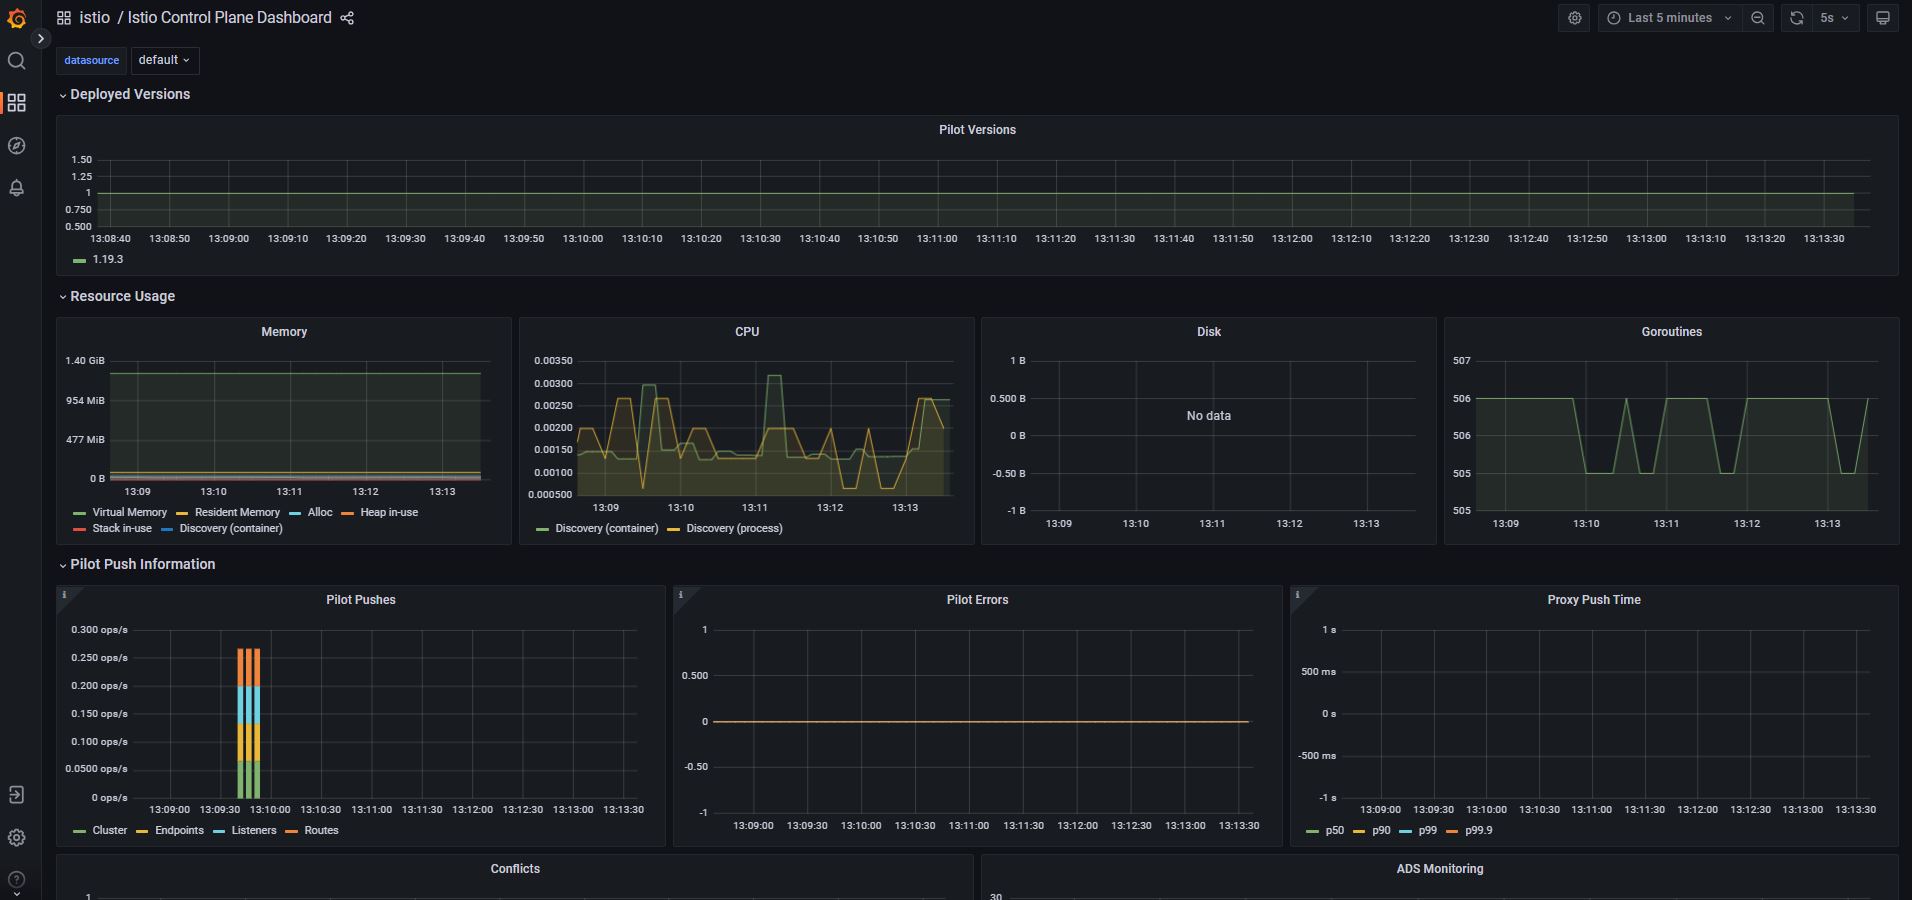 istio / Istio Control Plane Dashboard
Last 5 minutes
5s
datasource default
Deployed Versions
Pilot Versions
1.50
1.25
1
0.750
0.500
13:08:40 13:08:50 13:09:00 13:09:10 13:09:20 13:09:30 13:09:40 13:09:50 13:10:00 13:10:10 13:10:20 13:10:30 13:10:40 13:10:50 13:11:00 13:11:10 13:11:20 13:11:30 13:11:40 13:11:50 13:12:00 13:12:10 13:12:20 13:12:30 13:12:40 13:12:50 13:13:00 13:13:10 13:13:20 13:13:30
1.19.3
Resource Usage
Memory
1.40 GiB
954 MiB
477 MiB
0 B
13:09 13:10 13:11 13:12 13:13
Virtual Memory Resident Memory Alloc Heap in-use
Stack in-use Discovery (container)
CPU
0.00350
0.00300
0.00250
0.00200
0.00150
0.00100
0.000500
13:09 13:10 13:11 13:12 13:13
Discovery (container) Discovery (process)
Disk
1 B
0.500 B
0 B
-0.50 B
-1 B
No data
13:09 13:10 13:11 13:12 13:13
Goroutines
507
506
506
505
505
13:09 13:10 13:11 13:12 13:13
Pilot Push Information
Pilot Pushes
0.300 ops/s
0.250 ops/s
0.200 ops/s
0.150 ops/s
0.100 ops/s
0.0500 ops/s
0 ops/s
13:09:00 13:09:30 13:10:00 13:10:30 13:11:00 13:11:30 13:12:00 13:12:30 13:13:00 13:13:30
Cluster Endpoints Listeners Routes
Pilot Errors
1
0.500
0
-0.50
-1
13:09:00 13:09:30 13:10:00 13:10:30 13:11:00 13:11:30 13:12:00 13:12:30 13:13:00 13:13:30
Proxy Push Time
1 s
500 ms
0 s
-500 ms
-1 s
13:09:00 13:09:30 13:10:00 13:10:30 13:11:00 13:11:30 13:12:00 13:12:30 13:13:00 13:13:30
p50 p90 p99 p99.9
Conflicts
1
ADS Monitoring
30